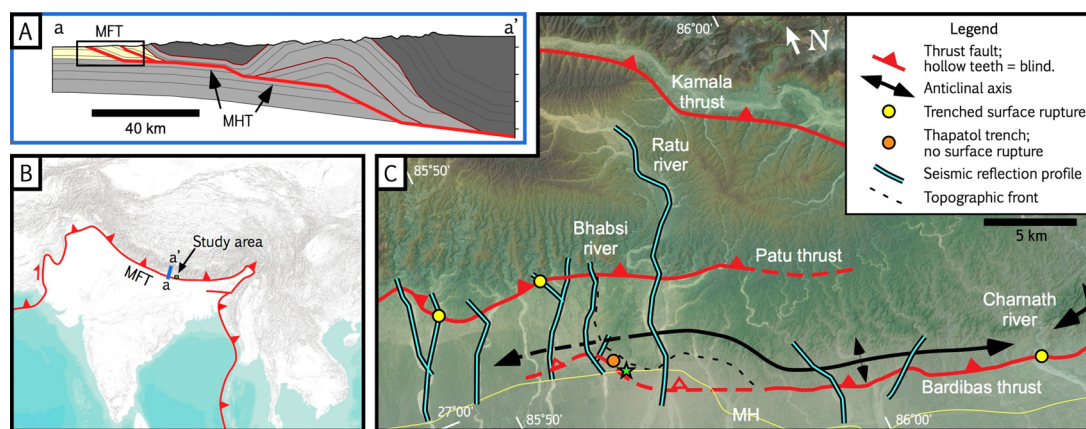 A
a
a'
MFT
MHT
40 km
B
a'
Study area
MFT
a
C
86°00'
N
Kamala
thrust
Ratu
river
85°50'
Bhabsi
river
Patu thrust
Charnath
river
Bardibas thrust
27°00'
85°50'
MH
86°00'
Legend
Thrust fault;
hollow teeth = blind.
Anticlinal axis
Trenched surface rupture
Thapatol trench;
no surface rupture
Seismic reflection profile
Topographic front
5 km